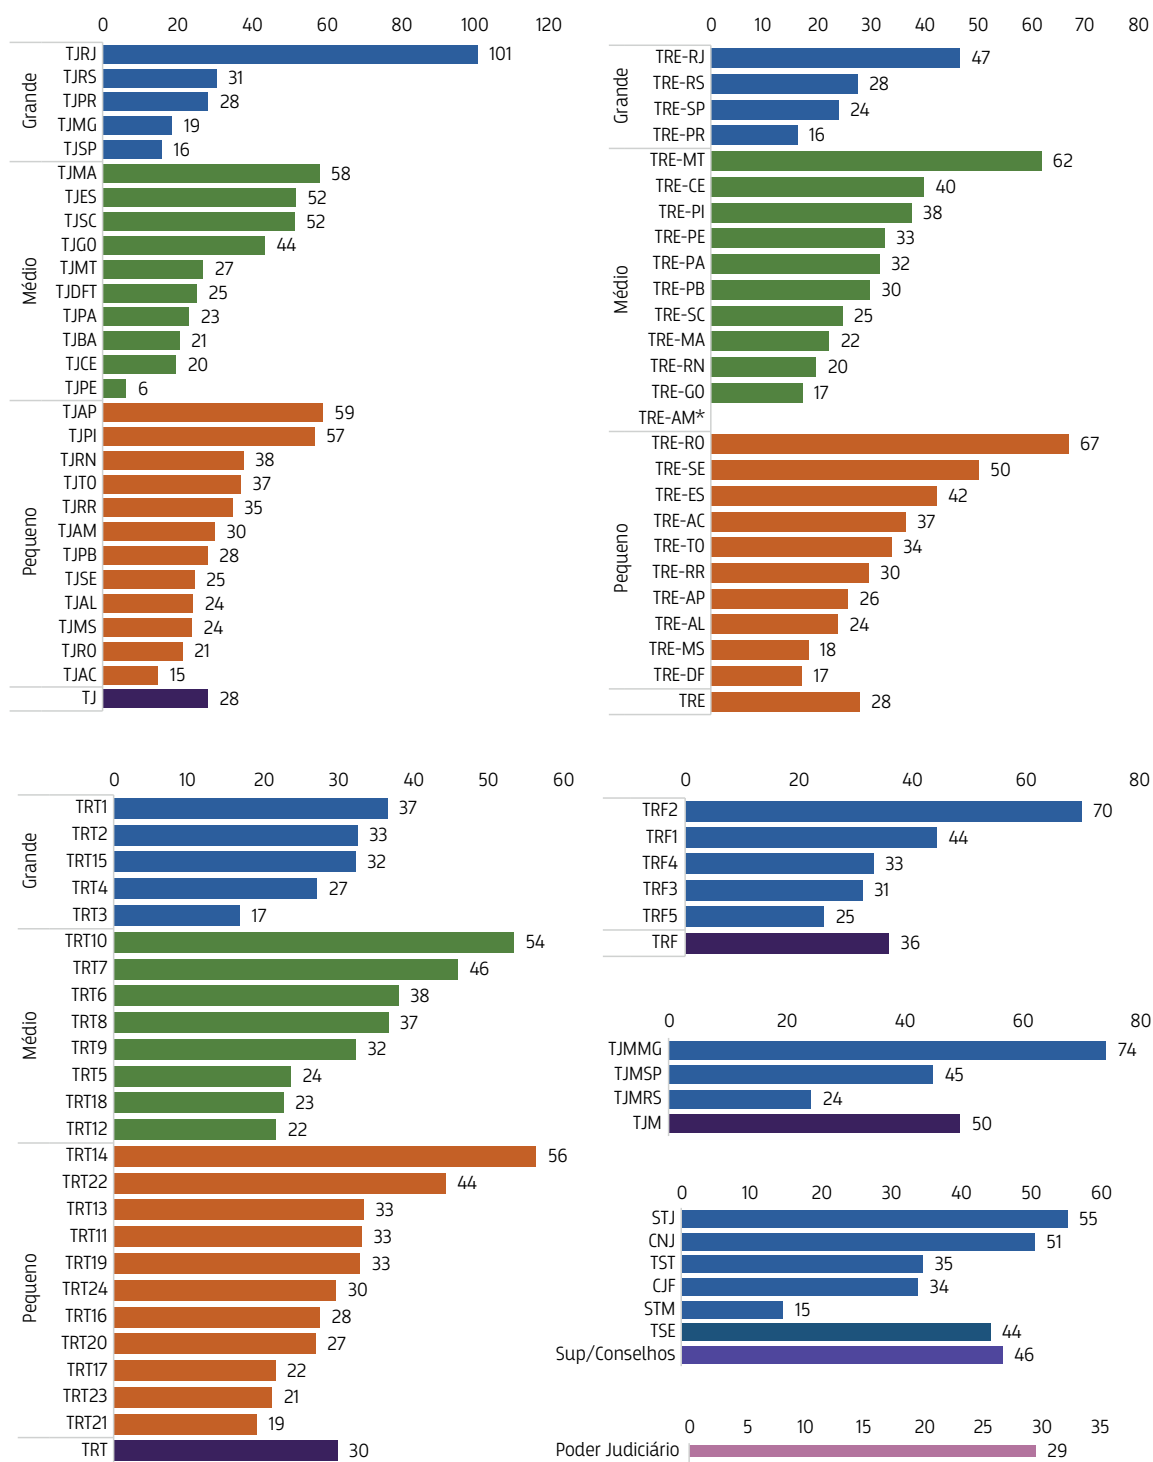 0 20 40 60 80 100 120
Grande
TJRJ 101
TJRS 31
TJPR 28
TJMG 19
TJSP 16
Médio
TJMA 58
TJES 52
TJSC 52
TJGO 44
TJMT 27
TJDFT 25
TJPA 23
TJBA 21
TJCE 20
TJPE 6
Pequeno
TJAP 59
TJPI 57
TJRN 38
TJTO 37
TJRR 35
TJAM 30
TJPB 28
TJSE 25
TJAL 24
TJMS 24
TJRO 21
TJAC 15
TJ 28
0 10 20 30 40 50 60 70 80
Grande
TRE-RJ 47
TRE-RS 28
TRE-SP 24
TRE-PR 16
Médio
TRE-MT 62
TRE-CE 40
TRE-PI 38
TRE-PE 33
TRE-PA 32
TRE-PB 30
TRE-SC 25
TRE-MA 22
TRE-RN 20
TRE-GO 17
TRE-AM*
Pequeno
TRE-RO 67
TRE-SE 50
TRE-ES 42
TRE-AC 37
TRE-TO 34
TRE-RR 30
TRE-AP 26
TRE-AL 24
TRE-MS 18
TRE-DF 17
TRE 28
0 10 20 30 40 50 60
Grande
TRT1 37
TRT2 33
TRT15 32
TRT4 27
TRT3 17
Médio
TRT10 54
TRT7 46
TRT6 38
TRT8 37
TRT9 32
TRT5 24
TRT18 23
TRT12 22
Pequeno
TRT14 56
TRT22 44
TRT13 33
TRT11 33
TRT19 33
TRT24 30
TRT16 28
TRT20 27
TRT17 22
TRT23 21
TRT21 19
TRT 30
0 20 40 60 80
TRF2 70
TRF1 44
TRF4 33
TRF3 31
TRF5 25
TRF 36
0 20 40 60 80
TJMMG 74
TJMSP 45
TJMRS 24
TJM 50
0 10 20 30 40 50 60
STJ 55
CNJ 51
TST 35
CJF 34
STM 15
TSE 44
Sup/Conselhos 46
0 5 10 15 20 25 30 35
Poder Judiciário 29